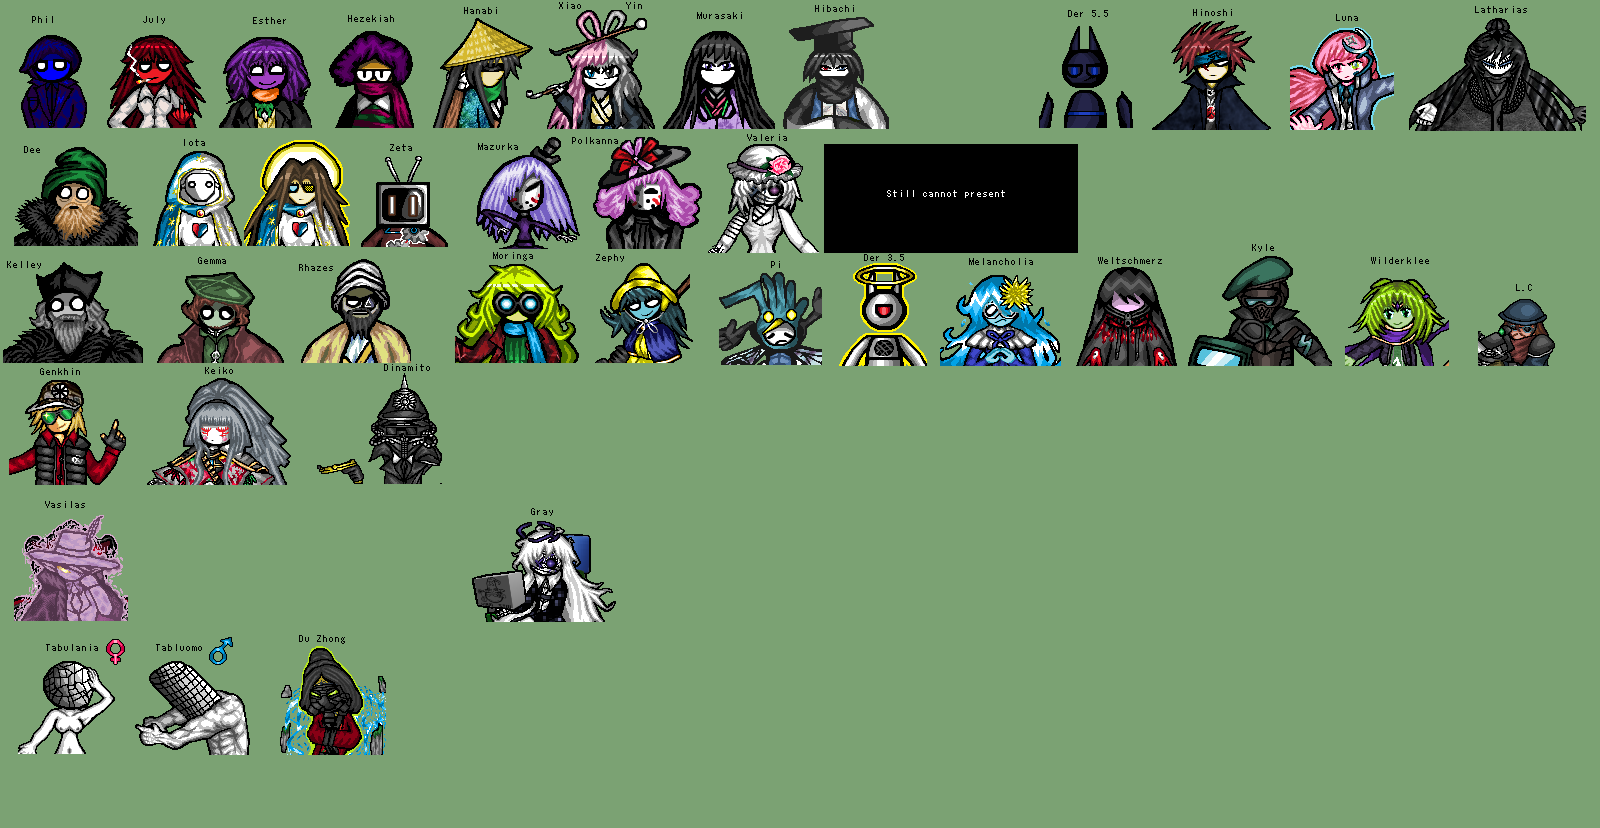 Phil
July
Esther
Hezekiah
Hanabi
Xiao Yin
Murasaki
Hibachi
Der 5.5
Hinoshi
Luna
Latharias
Dee
Iota
Zeta
Mazurka
Polkanna
Valeria
Still cannot present
Kelley
Gemma
Rhazes
Moringa
Zephy
Pi
Der 3.5
Melancholia
Weltschmerz
Kyle
Wilderklee
L.C
Genkhin
Keiko
Dinamito
Vasilas
Gray
Tabulania
Tabluomo
Du Zhong